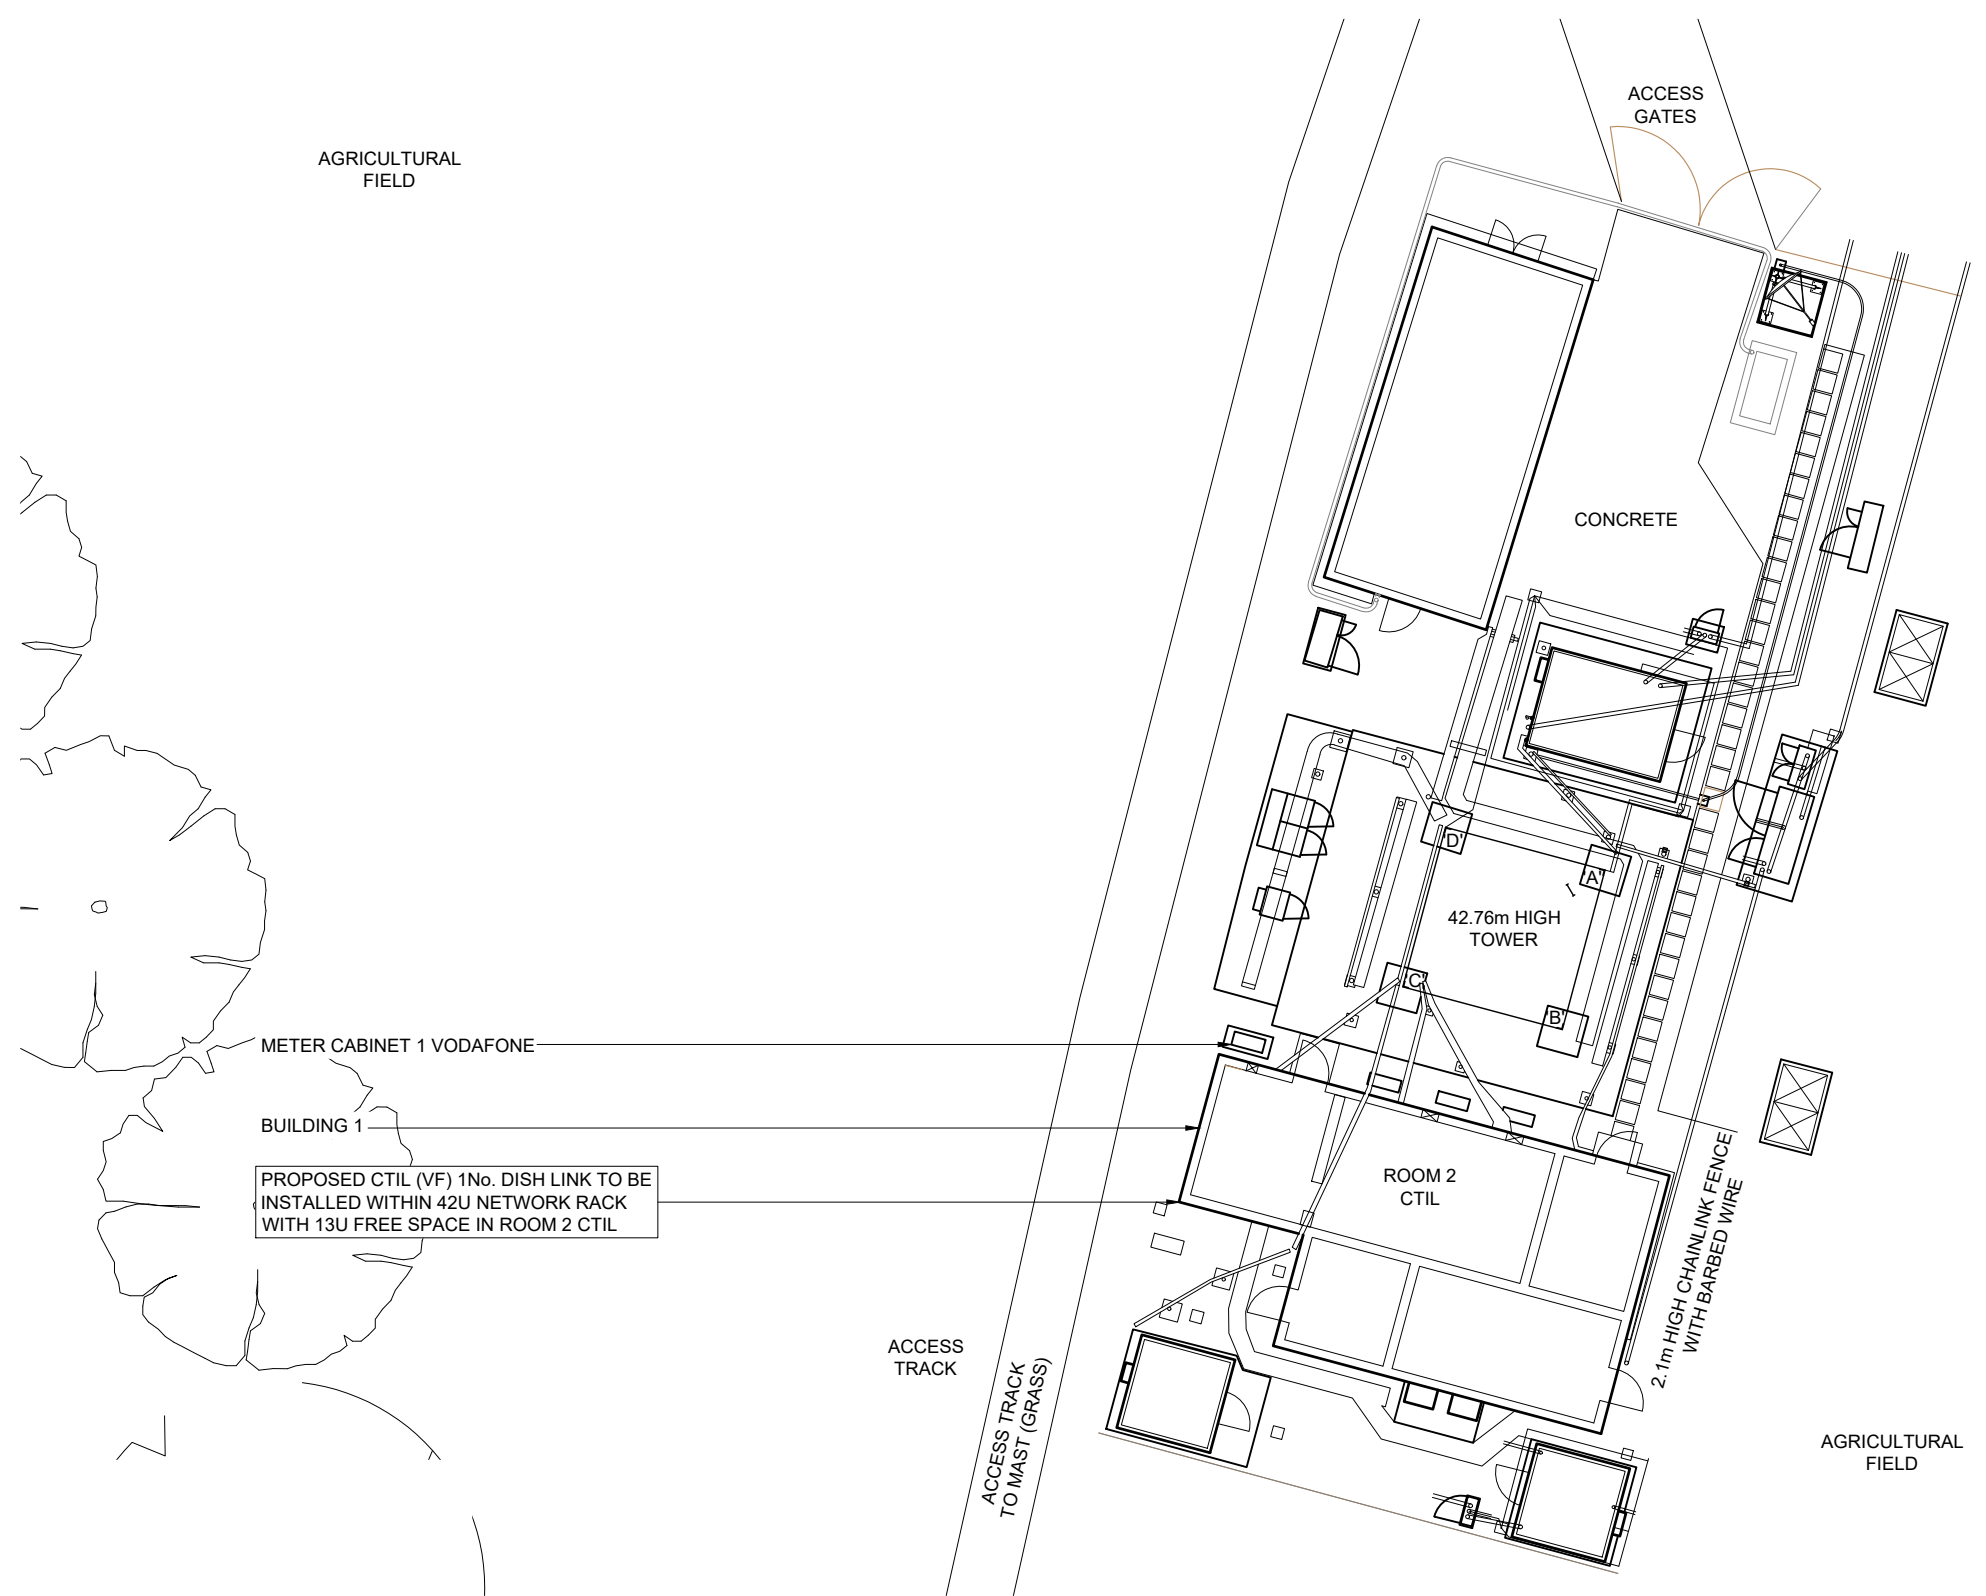 ACCESS
GATES
AGRICULTURAL
FIELD
CONCRETE
'D'
'A'
I
42.76m HIGH
TOWER
'C'
'B'
METER CABINET 1 VODAFONE
BUILDING 1
PROPOSED CTIL (VF) 1No. DISH LINK TO BE
INSTALLED WITHIN 42U NETWORK RACK
WITH 13U FREE SPACE IN ROOM 2 CTIL
ROOM 2
CTIL
2.1m HIGH CHAINLINK FENCE
WITH BARBED WIRE
ACCESS
TRACK
ACCESS TRACK
TO MAST (GRASS)
AGRICULTURAL
FIELD